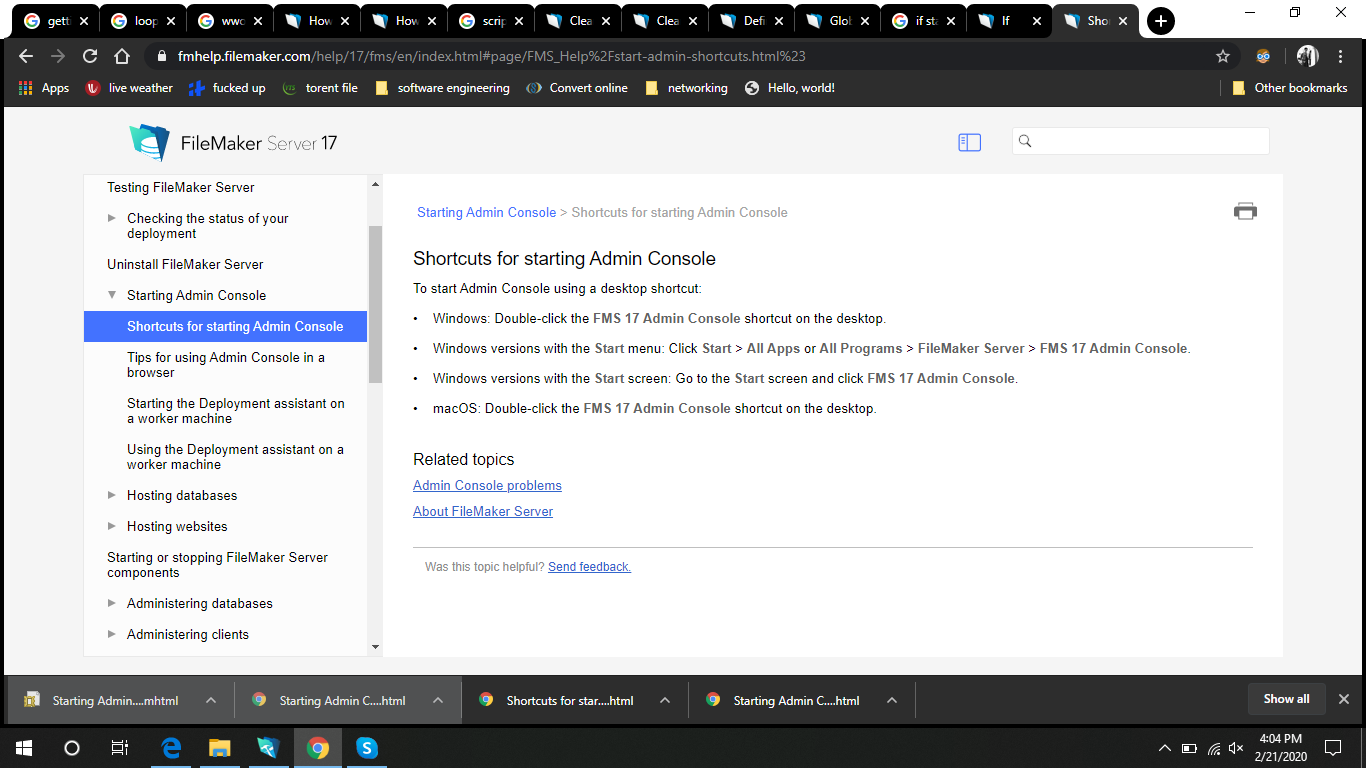 getti
loop
wwc
How
How
scrip
Clea
Clea
Defi
Glob
if sta
If
Shor
fmhelp.filemaker.com/help/17/fms/en/index.html#page/FMS_Help%2Fstart-admin-shortcuts.html%23
Apps
live weather
fucked up
torent file
software engineering
Convert online
networking
Hello, world!
Other bookmarks
FileMaker Server 17
Testing FileMaker Server
Checking the status of your
deployment
Uninstall FileMaker Server
Starting Admin Console
Shortcuts for starting Admin Console
Tips for using Admin Console in a
browser
Starting the Deployment assistant on
a worker machine
Using the Deployment assistant on a
worker machine
Hosting databases
Hosting websites
Starting or stopping FileMaker Server
components
Administering databases
Administering clients
Starting Admin Console > Shortcuts for starting Admin Console
Shortcuts for starting Admin Console
To start Admin Console using a desktop shortcut:
• Windows: Double-click the FMS 17 Admin Console shortcut on the desktop.
• Windows versions with the Start menu: Click Start > All Apps or All Programs > FileMaker Server > FMS 17 Admin Console.
• Windows versions with the Start screen: Go to the Start screen and click FMS 17 Admin Console.
• macOS: Double-click the FMS 17 Admin Console shortcut on the desktop.
Related topics
Admin Console problems
About FileMaker Server
Was this topic helpful? Send feedback.
Starting Admin....mhtml
Starting Admin C....html
Shortcuts for star....html
Starting Admin C....html
Show all
4:04 PM
2/21/2020